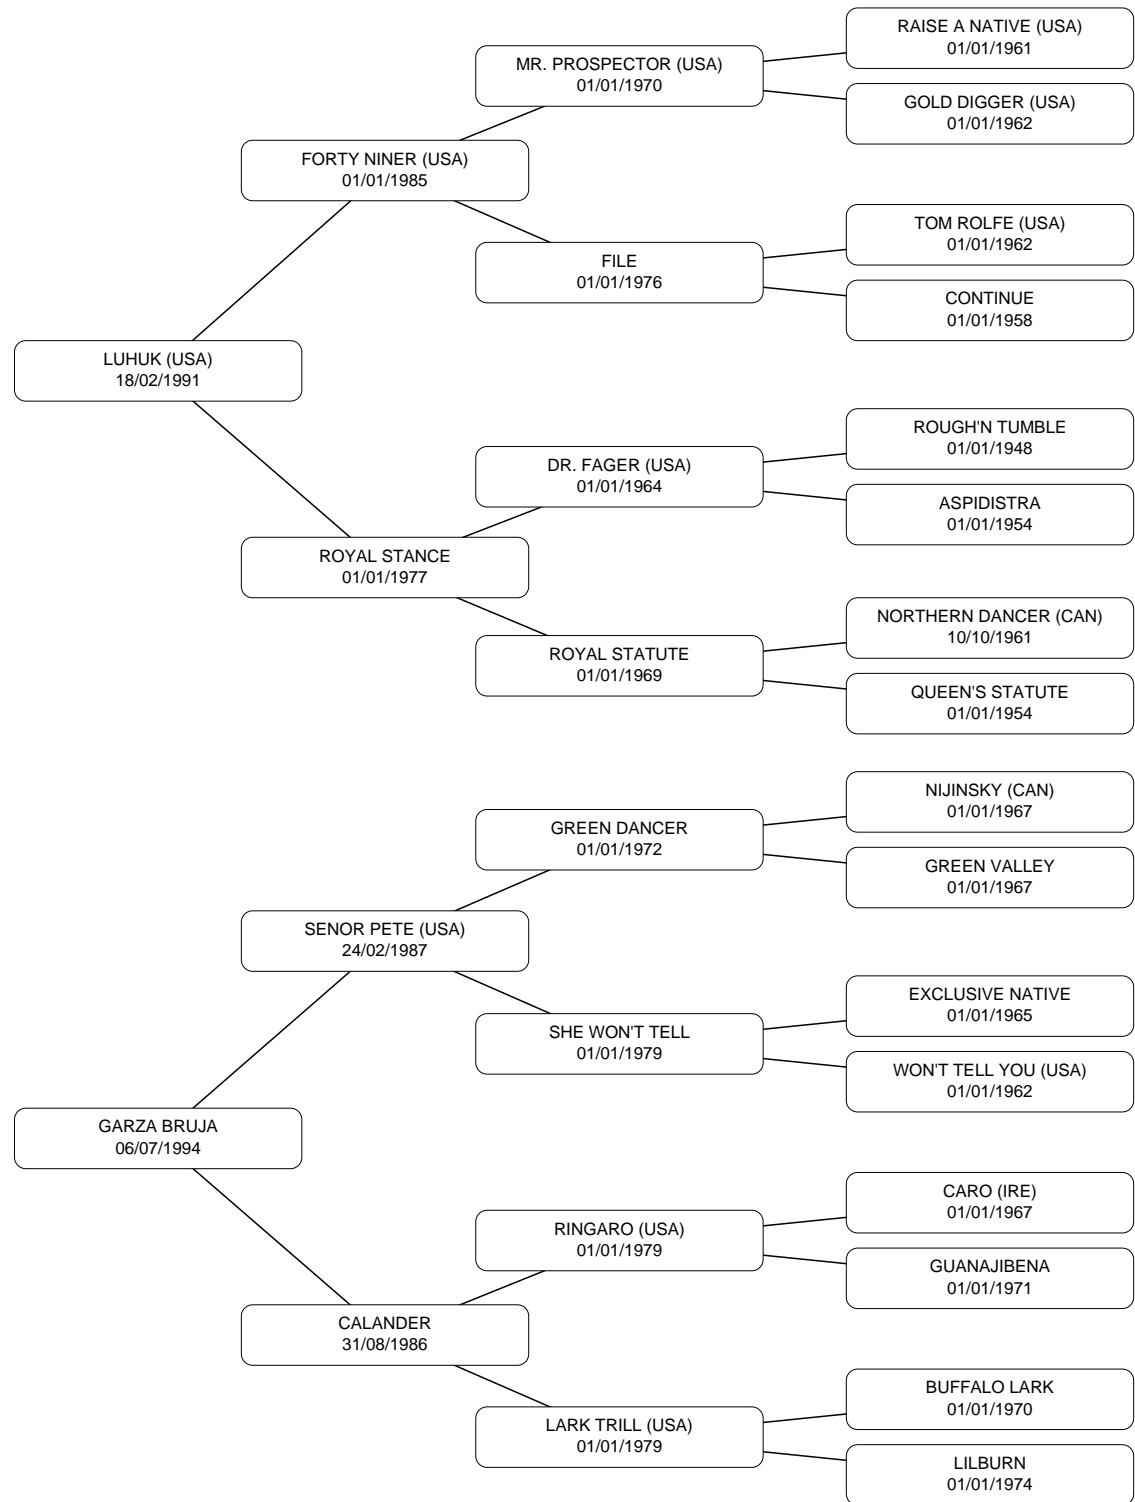 RAISE A NATIVE (USA)
01/01/1961
MR. PROSPECTOR (USA)
01/01/1970
GOLD DIGGER (USA)
01/01/1962
FORTY NINER (USA)
01/01/1985
TOM ROLFE (USA)
01/01/1962
FILE
01/01/1976
CONTINUE
01/01/1958
LUHUK (USA)
18/02/1991
ROUGH'N TUMBLE
01/01/1948
DR. FAGER (USA)
01/01/1964
ASPIDISTRA
01/01/1954
ROYAL STANCE
01/01/1977
NORTHERN DANCER (CAN)
10/10/1961
ROYAL STATUTE
01/01/1969
QUEEN'S STATUTE
01/01/1954
NIJINSKY (CAN)
01/01/1967
GREEN DANCER
01/01/1972
GREEN VALLEY
01/01/1967
SENOR PETE (USA)
24/02/1987
EXCLUSIVE NATIVE
01/01/1965
SHE WON'T TELL
01/01/1979
WON'T TELL YOU (USA)
01/01/1962
GARZA BRUJA
06/07/1994
CARO (IRE)
01/01/1967
RINGARO (USA)
01/01/1979
GUANAJIBENA
01/01/1971
CALANDER
31/08/1986
BUFFALO LARK
01/01/1970
LARK TRILL (USA)
01/01/1979
LILBURN
01/01/1974